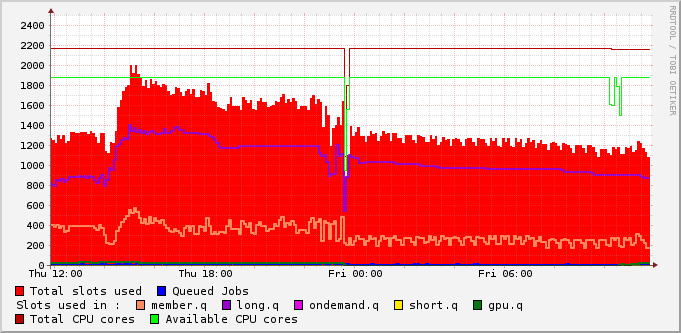 2400
2200
2000
1800
1600
1400
1200
1000
800
600
400
200
0
Thu 12:00 Thu 18:00 Fri 00:00 Fri 06:00
Total slots used Queued Jobs
Slots used in : member.q long.q ondemand.q short.q gpu.q
Total CPU cores Available CPU cores
RRDTOOL / TOBI OETIKER